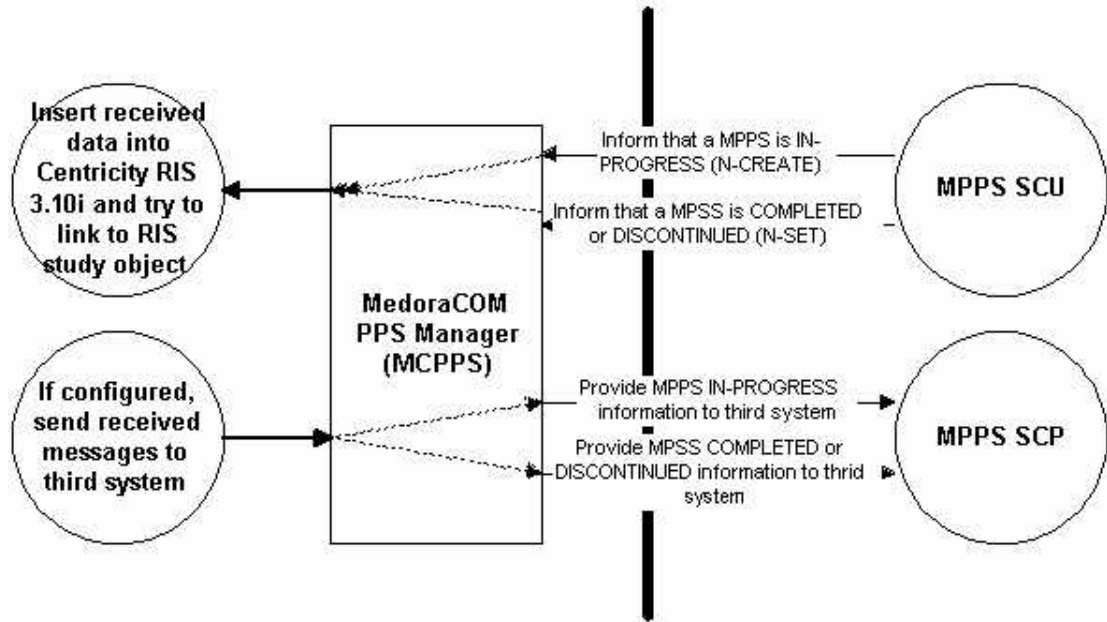 Insert received
data into
Centricity RIS
3.10i and try to
link to RIS
study object
MedoraCOM
PPS Manager
(MCPPS)
Inform that a MPPS is IN-
PROGRESS (N-CREATE)
Inform that a MPSS is COMPLETED
or DISCONTINUED (N-SET)
MPPS SCU
If configured,
send received
messages to
third system
Provide MPPS IN-PROGRESS
information to third system
Provide MPSS COMPLETED or
DISCONTINUED information to thrid
system
MPPS SCP